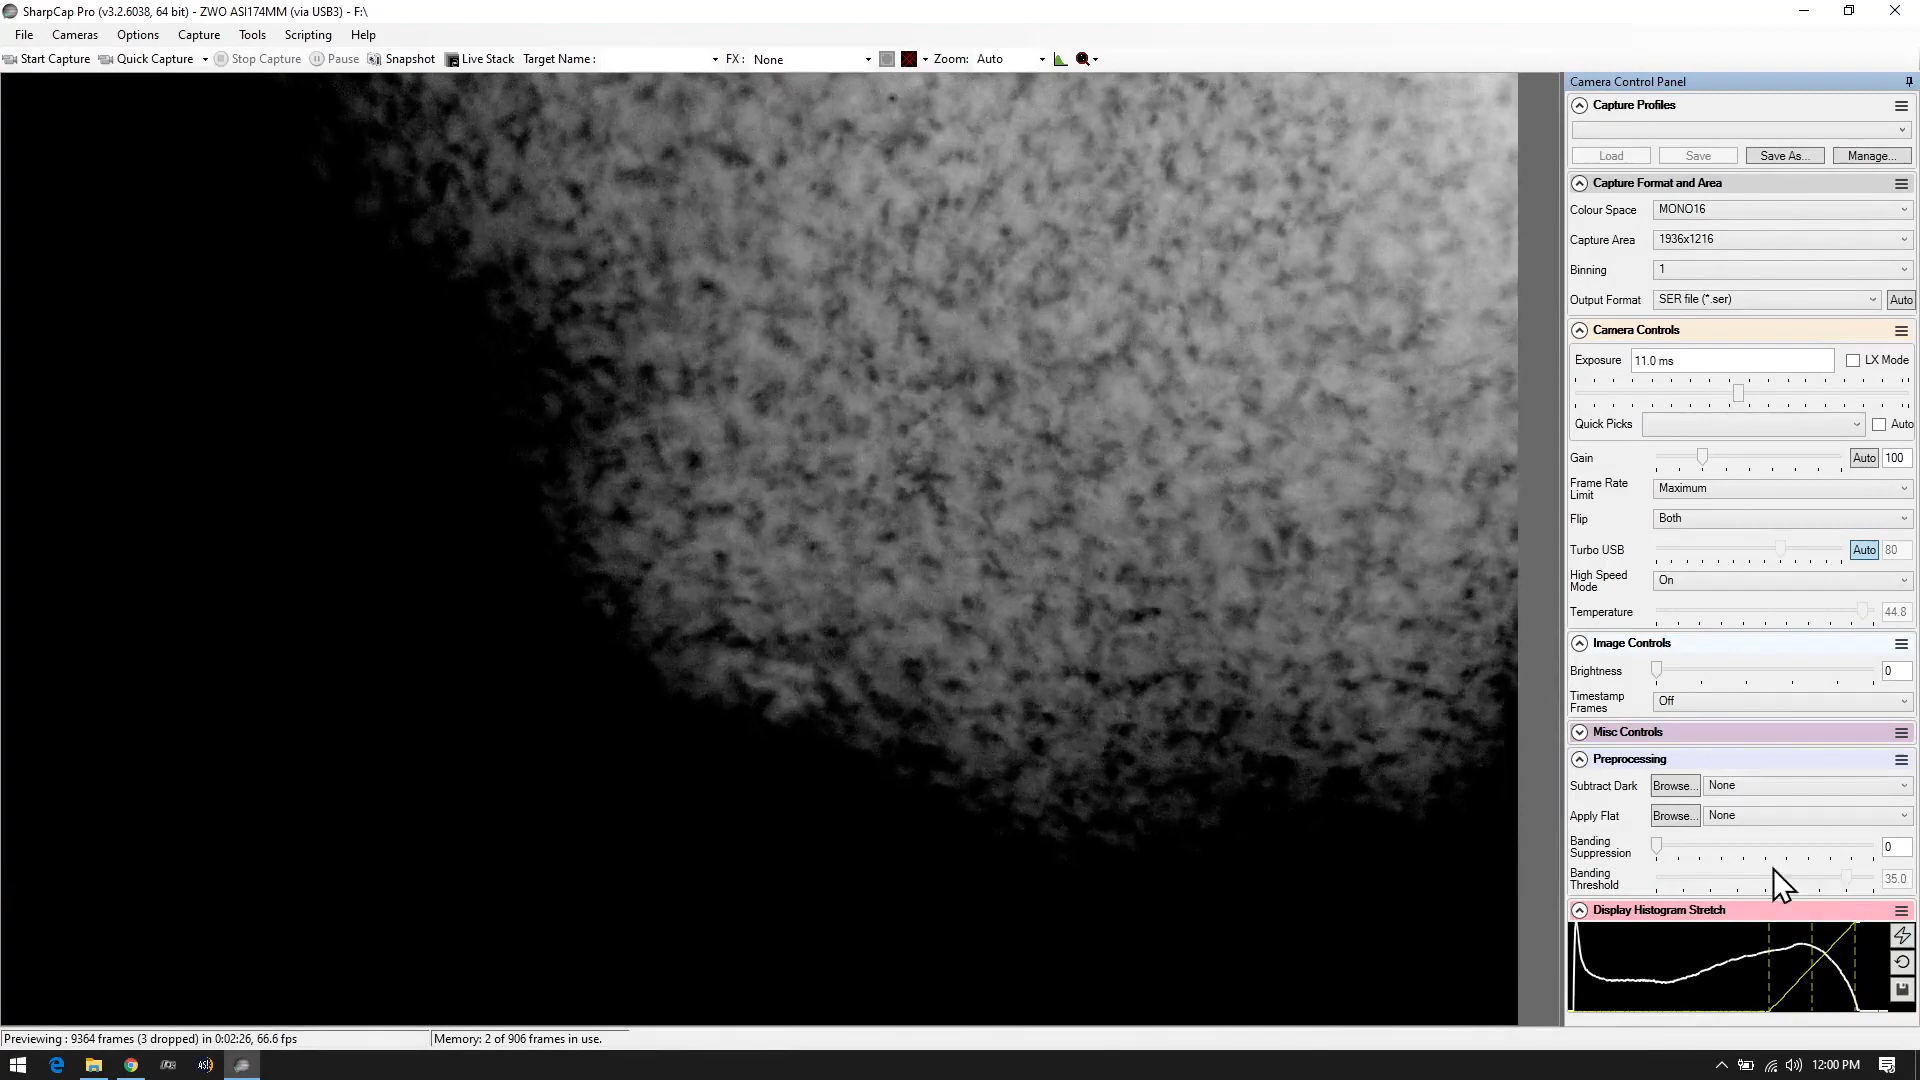 SharpCap Pro (v3.2.6038, 64 bit) - ZWO ASI174MM (via USB3) - F:\
File Cameras Options Capture Tools Scripting Help
Start Capture Quick Capture Stop Capture Pause Snapshot Live Stack Target Name : FX : None Zoom: Auto
Camera Control Panel
Capture Profiles
Load Save Save As... Manage...
Capture Format and Area
Colour Space MONO16
Capture Area 1936x1216
Binning 1
Output Format SER file (*.ser) Auto
Camera Controls
Exposure 11.0 ms LX Mode
Quick Picks Auto
Gain Auto 100
Frame Rate Limit Maximum
Flip Both
Turbo USB Auto 80
High Speed Mode On
Temperature 44.8
Image Controls
Brightness 0
Timestamp Frames Off
Misc Controls
Preprocessing
Subtract Dark Browse... None
Apply Flat Browse... None
Banding Suppression 0
Banding Threshold 35.0
Display Histogram Stretch
Previewing : 9364 frames (3 dropped) in 0:02:26, 66.6 fps Memory: 2 of 906 frames in use.
12:00 PM